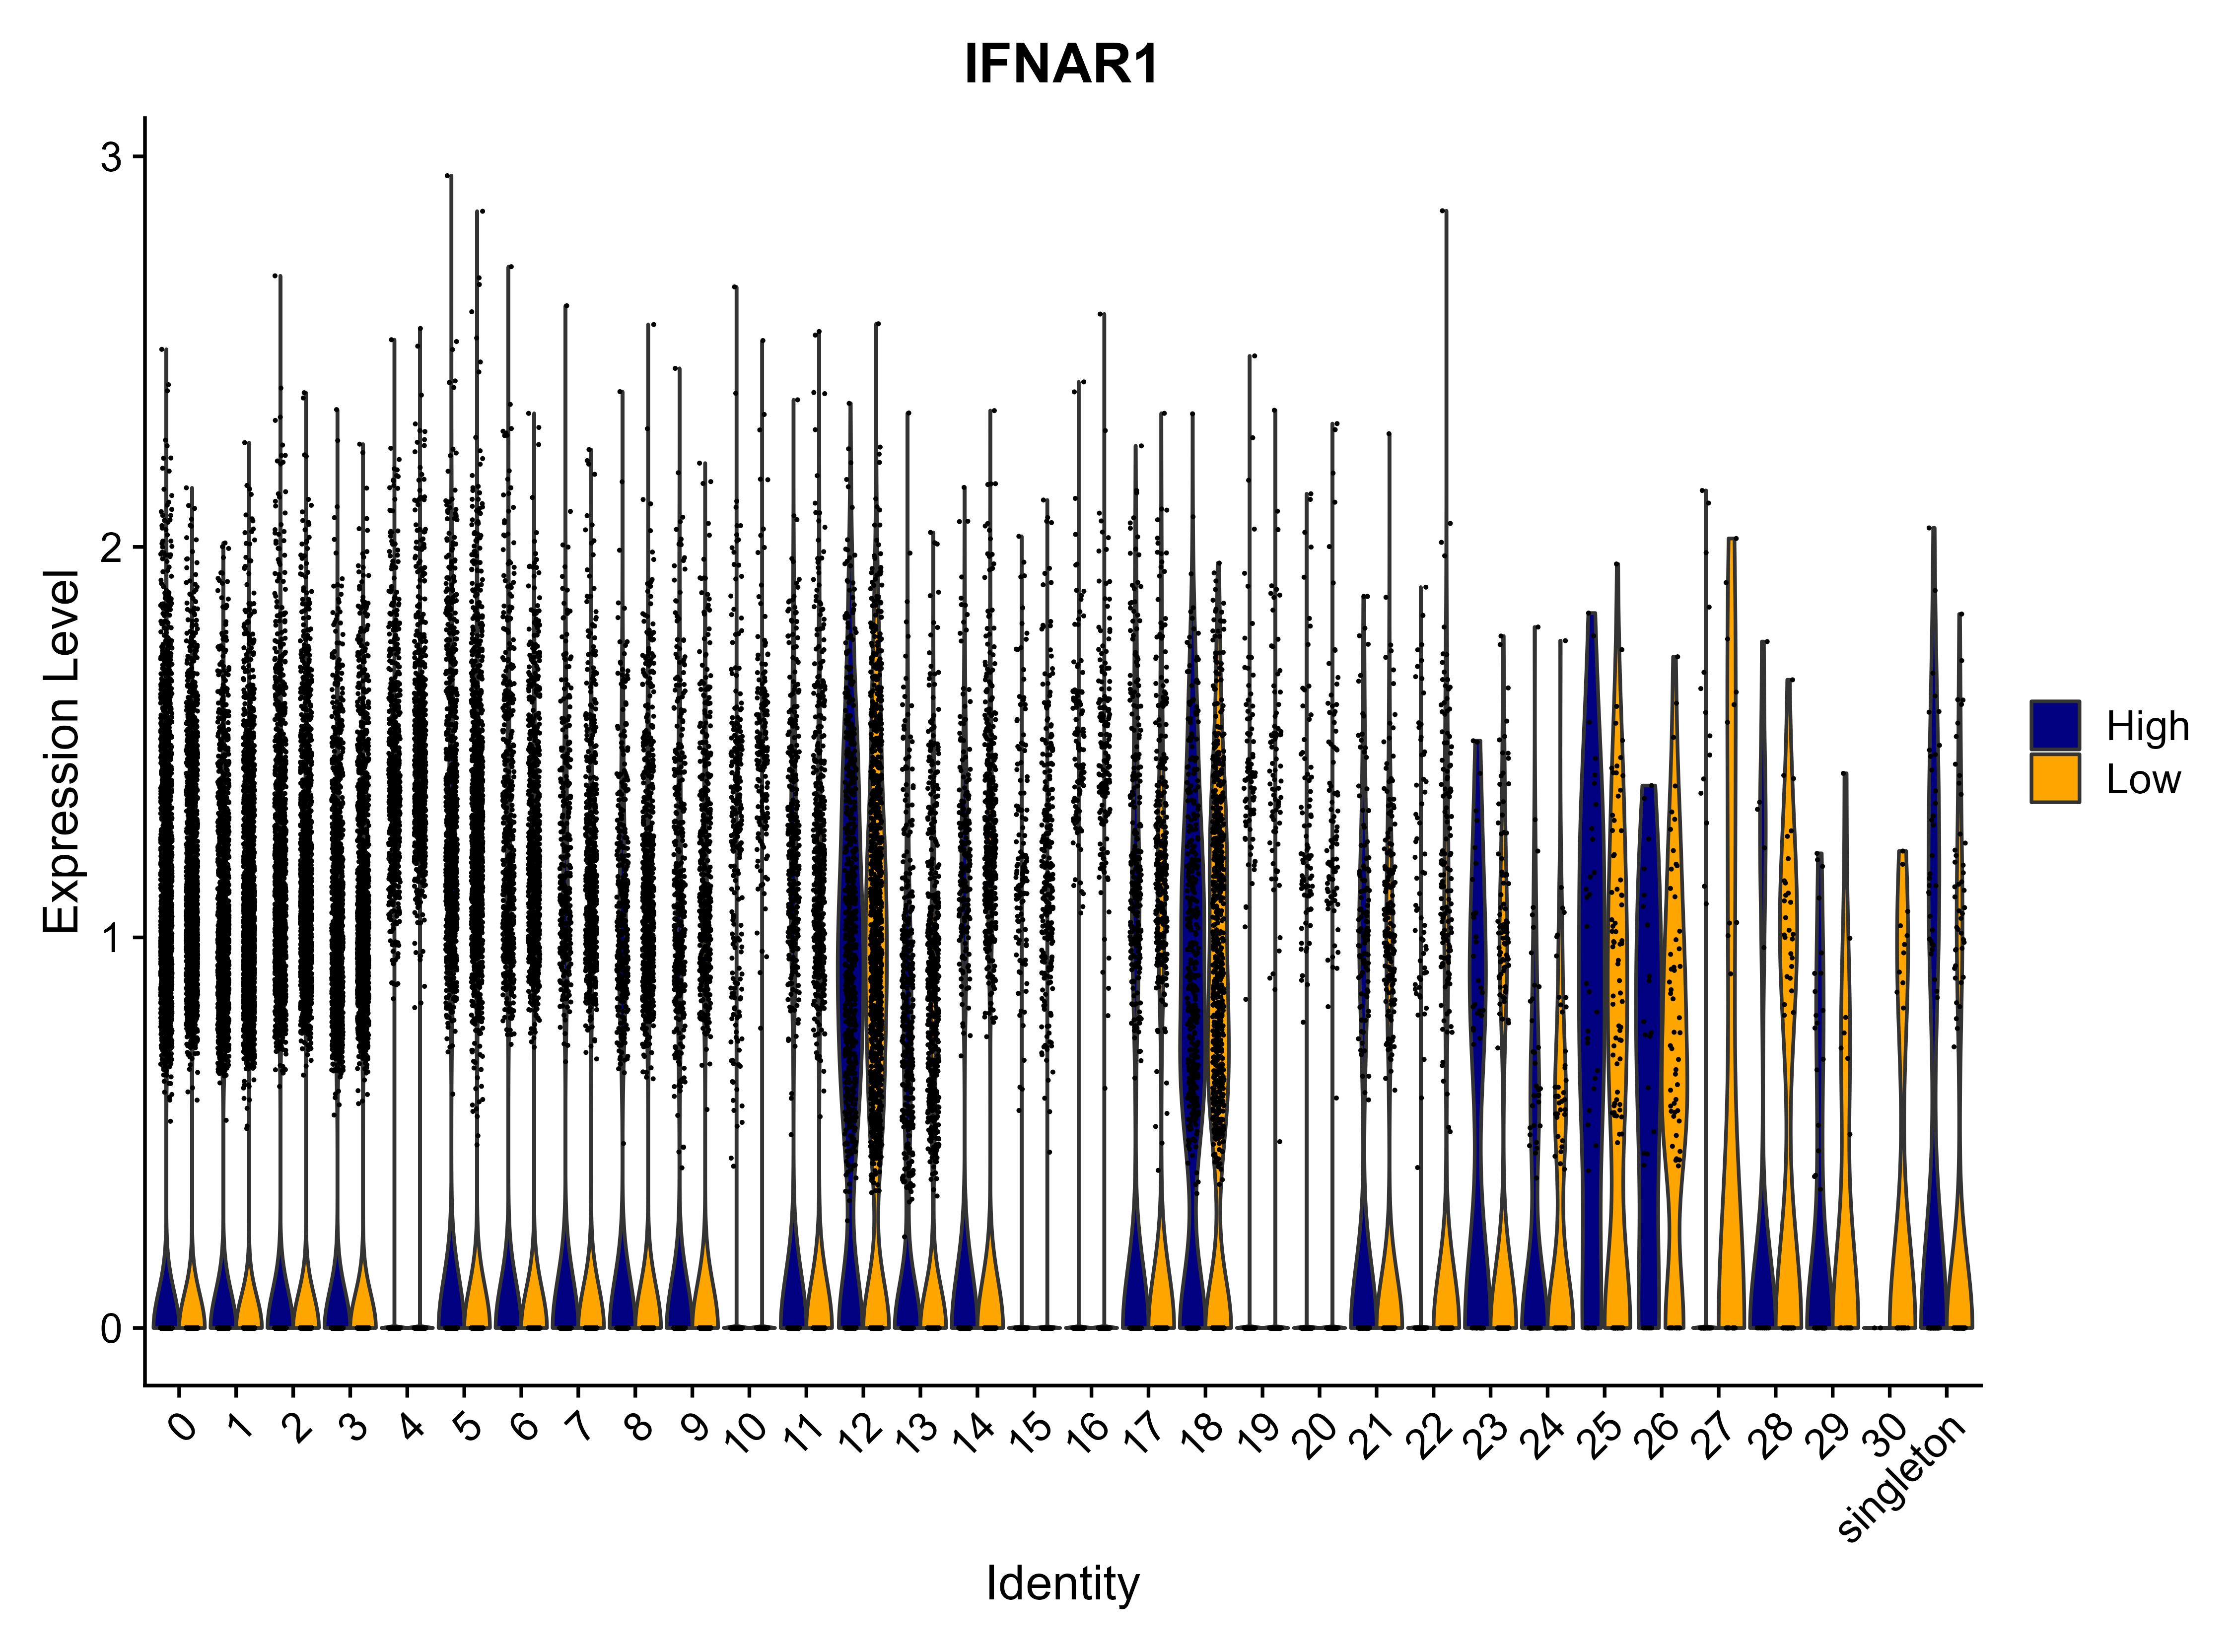 IFNAR1
3
2
1
0
Expression Level
High
Low
0 1 2 3 4 5 6 7 8 9 10 11 12 13 14 15 16 17 18 19 20 21 22 23 24 25 26 27 28 29 30 singleton
Identity